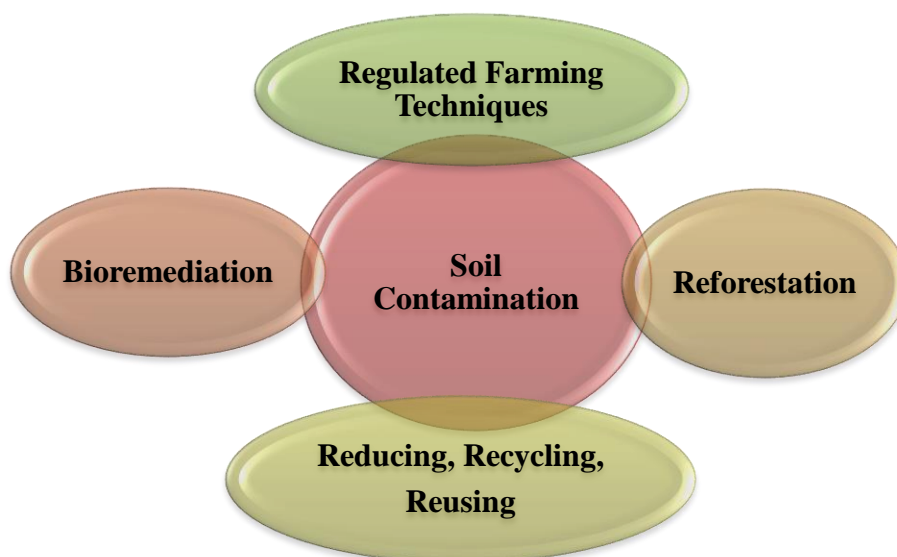 Regulated Farming
Techniques
Bioremediation
Soil
Contamination
Reforestation
Reducing, Recycling,
Reusing